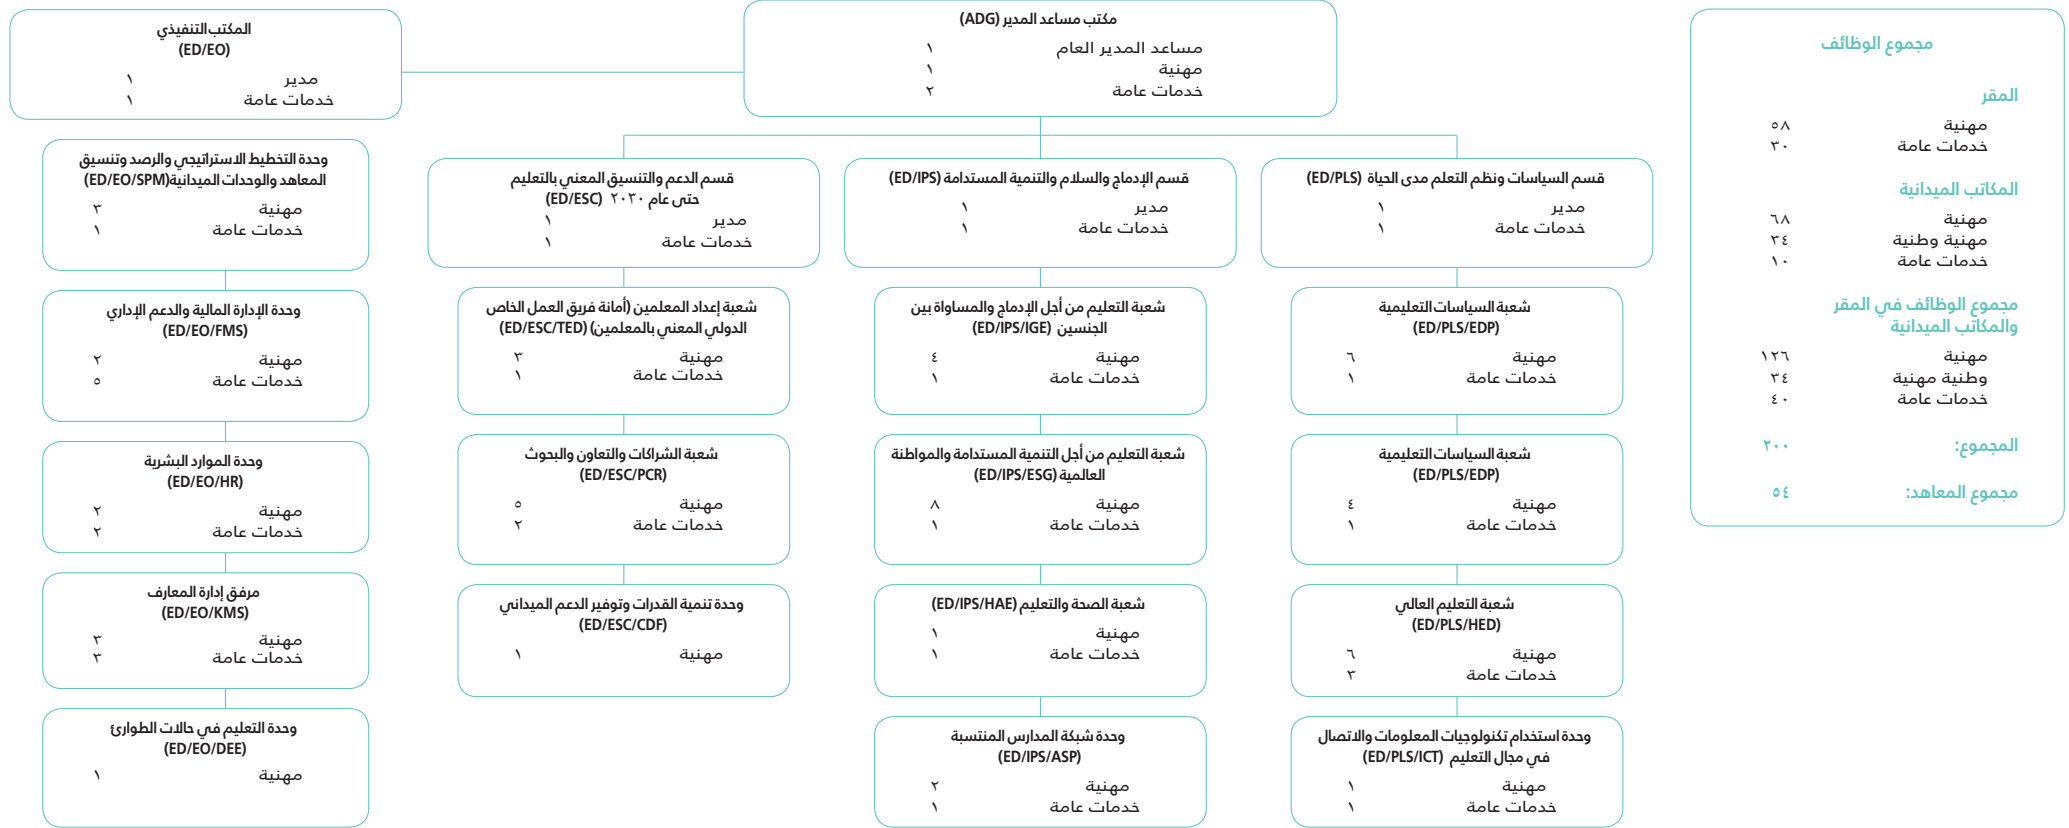 مجموع الوظائف
المقر
مهنية ٥٨
خدمات عامة ٣٠
المكاتب الميدانية
مهنية ٦٨
مهنية وطنية ٣٤
خدمات عامة ١٠
مجموع الوظائف في المقر
والمكاتب الميدانية
مهنية ١٢٦
وطنية مهنية ٣٤
خدمات عامة ٤٠
المجموع: ٢٠٠
مجموع المعاهد: ٥٤
مكتب مساعد المدير (ADG)
مساعد المدير العام ١
مهنية ١
خدمات عامة ٢
المكتب التنفيذي
(ED/EO)
مدير ١
خدمات عامة ١
قسم السياسات ونظم التعلم مدى الحياة (ED/PLS)
مدير ١
خدمات عامة ١
شعبة السياسات التعليمية
(ED/PLS/EDP)
مهنية ٦
خدمات عامة ١
شعبة السياسات التعليمية
(ED/PLS/EDP)
مهنية ٤
خدمات عامة ١
شعبة التعليم العالي
(ED/PLS/HED)
مهنية ٦
خدمات عامة ٣
وحدة استخدام تكنولوجيات المعلومات والاتصال
في مجال التعليم (ED/PLS/ICT)
مهنية ١
خدمات عامة ١
قسم الإدماج والسلام والتنمية المستدامة (ED/IPS)
مدير ١
خدمات عامة ١
شعبة التعليم من أجل الإدماج والمساواة بين
الجنسين (ED/IPS/IGE)
مهنية ٤
خدمات عامة ١
شعبة التعليم من أجل التنمية المستدامة والمواطنة
العالمية (ED/IPS/ESG)
مهنية ٨
خدمات عامة ١
شعبة الصحة والتعليم (ED/IPS/HAE)
مهنية ١
خدمات عامة ١
وحدة شبكة المدارس المنتسبة
(ED/IPS/ASP)
مهنية ٢
خدمات عامة ١
قسم الدعم والتنسيق المعني بالتعليم
حتى عام ٢٠٣٠ (ED/ESC)
مدير ١
خدمات عامة ١
شعبة إعداد المعلمين (أمانة فريق العمل الخاص
الدولي المعني بالمعلمين) (ED/ESC/TED)
مهنية ٣
خدمات عامة ١
شعبة الشراكات والتعاون والبحوث
(ED/ESC/PCR)
مهنية ٥
خدمات عامة ٢
وحدة تنمية القدرات وتوفير الدعم الميداني
(ED/ESC/CDF)
مهنية ١
وحدة التخطيط الاستراتيجي والرصد وتنسيق
المعاهد والوحدات الميدانية(ED/EO/SPM)
مهنية ٣
خدمات عامة ١
وحدة الإدارة المالية والدعم الإداري
(ED/EO/FMS)
مهنية ٢
خدمات عامة ٥
وحدة الموارد البشرية
(ED/EO/HR)
مهنية ٢
خدمات عامة ٢
مرفق إدارة المعارف
(ED/EO/KMS)
مهنية ٣
خدمات عامة ٣
وحدة التعليم في حالات الطوارئ
(ED/EO/DEE)
مهنية ١